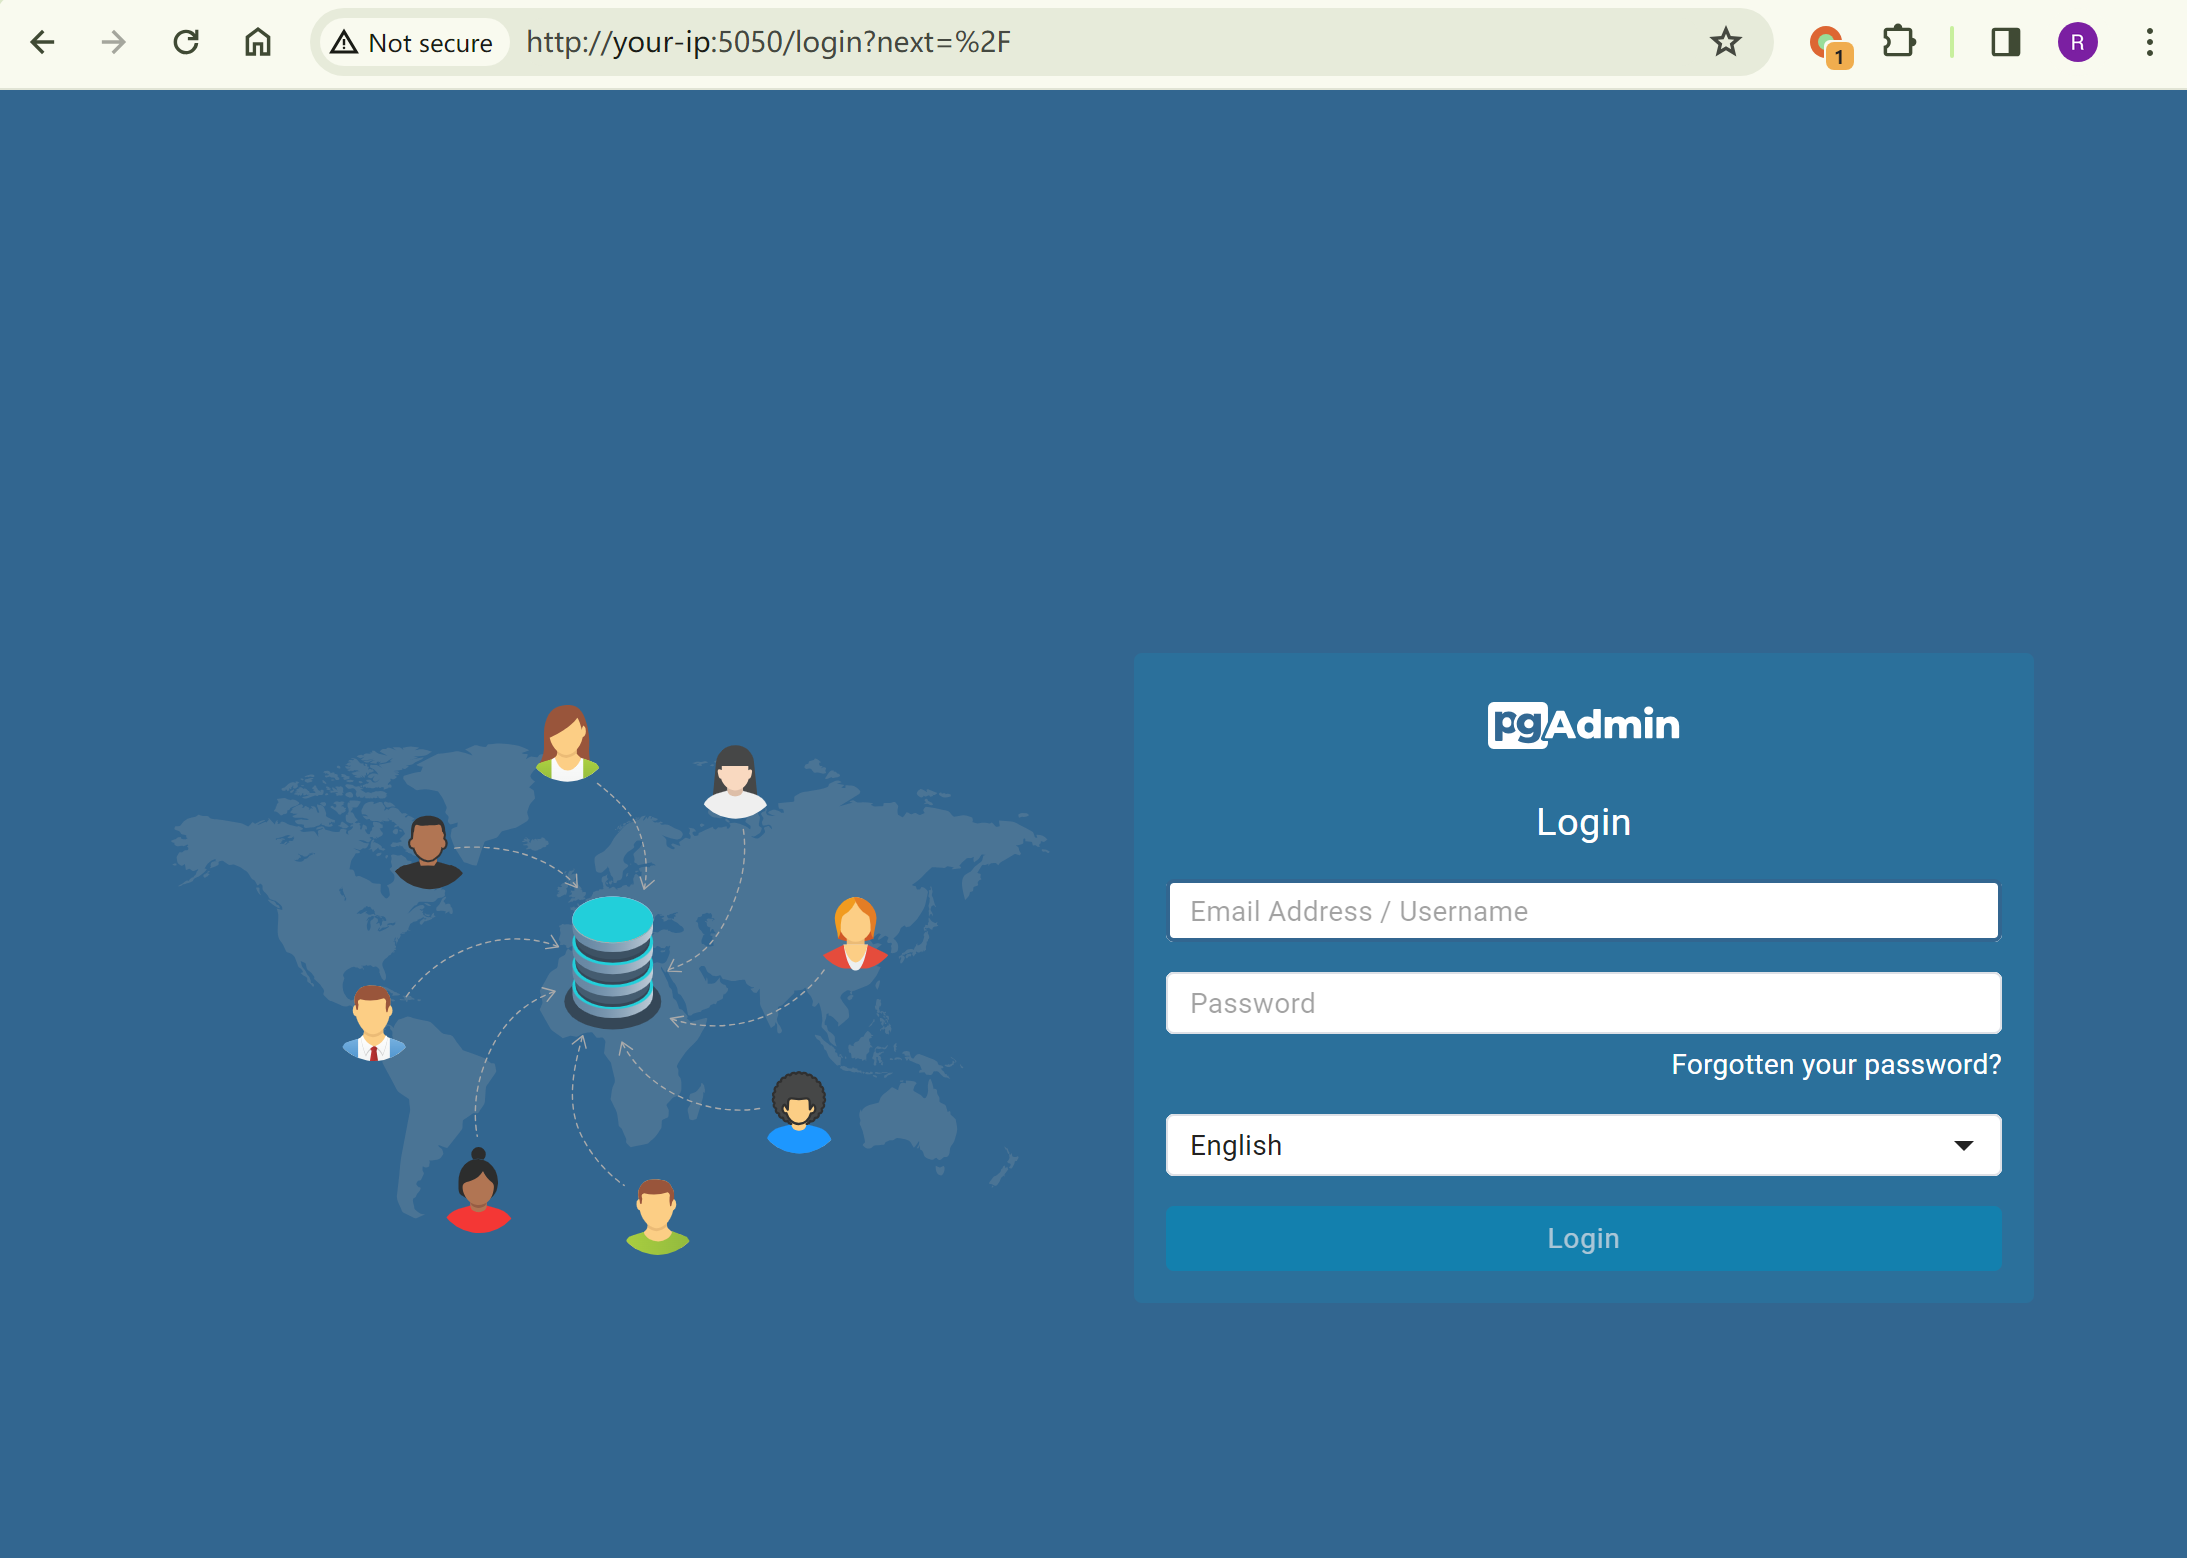 Not secure
http://your-ip:5050/login?next=%2F
1
R
pgAdmin
Login
Email Address / Username
Password
Forgotten your password?
English
Login